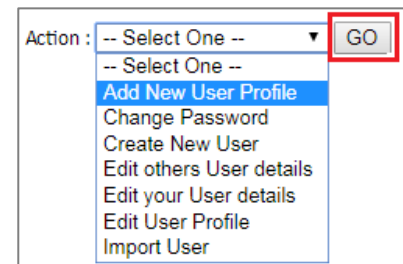 Action : -- Select One -- ▼ GO
-- Select One --
Add New User Profile
Change Password
Create New User
Edit others User details
Edit your User details
Edit User Profile
Import User